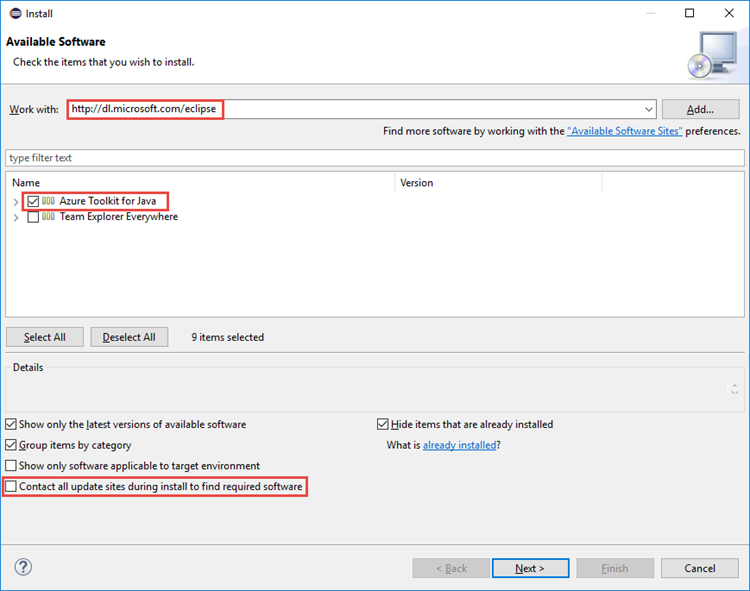 Install
Available Software
Check the items that you wish to install.
Work with: http://dl.microsoft.com/eclipse Add...
Find more software by working with the "Available Software Sites" preferences.
type filter text
Name Version
Azure Toolkit for Java
Team Explorer Everywhere
Select All Deselect All 9 items selected
Details
Show only the latest versions of available software Hide items that are already installed
Group items by category What is already installed?
Show only software applicable to target environment
Contact all update sites during install to find required software
? < Back Next > Finish Cancel